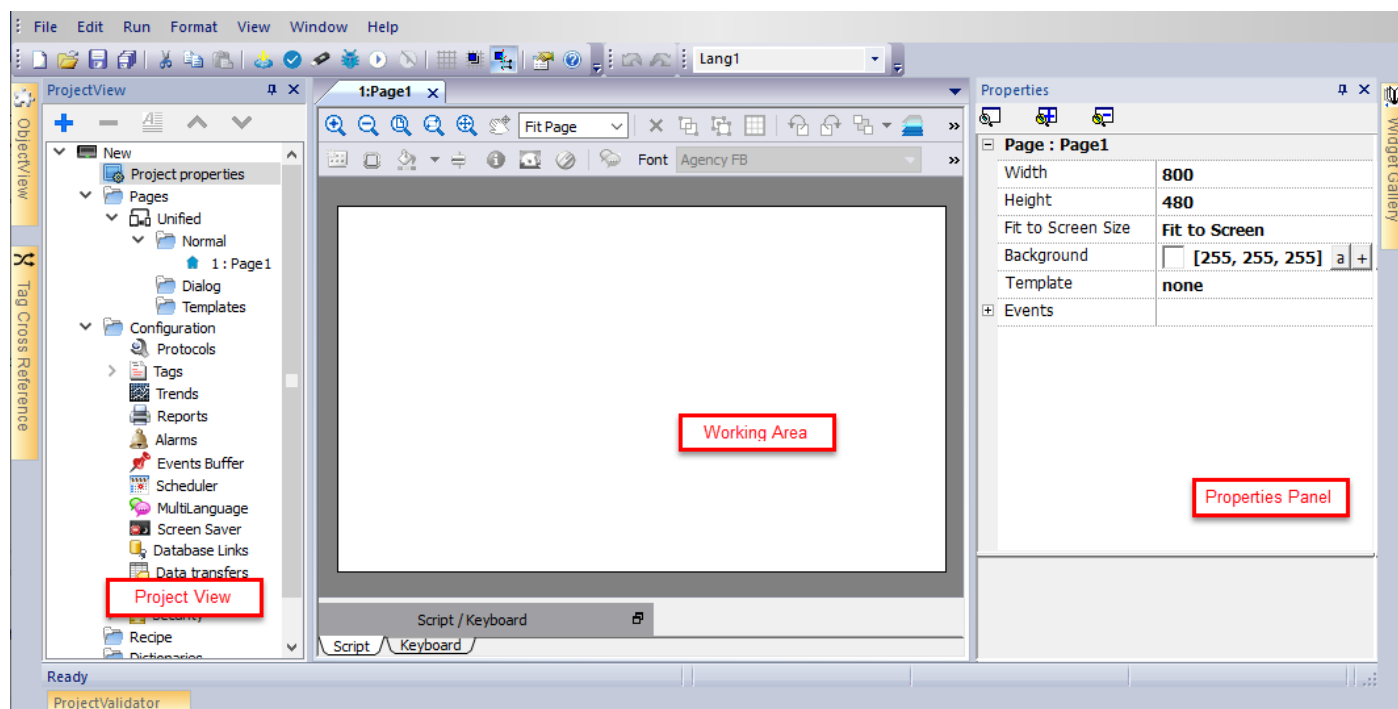 File Edit Run Format View Window Help
Lang1
ProjectView
1:Page1
Properties
ObjectView
Tag Cross Reference
Widget Gallery
Fit Page
Font Agency FB
New
Project properties
Pages
Unified
Normal
1 : Page1
Dialog
Templates
Configuration
Protocols
Tags
Trends
Reports
Alarms
Events Buffer
Scheduler
MultiLanguage
Screen Saver
Database Links
Data transfers
Project View
Security
Recipe
Dictionaries
Working Area
Script / Keyboard
Script Keyboard
Page : Page1
Width 800
Height 480
Fit to Screen Size Fit to Screen
Background [255, 255, 255] a +
Template none
Events
Properties Panel
Ready
ProjectValidator